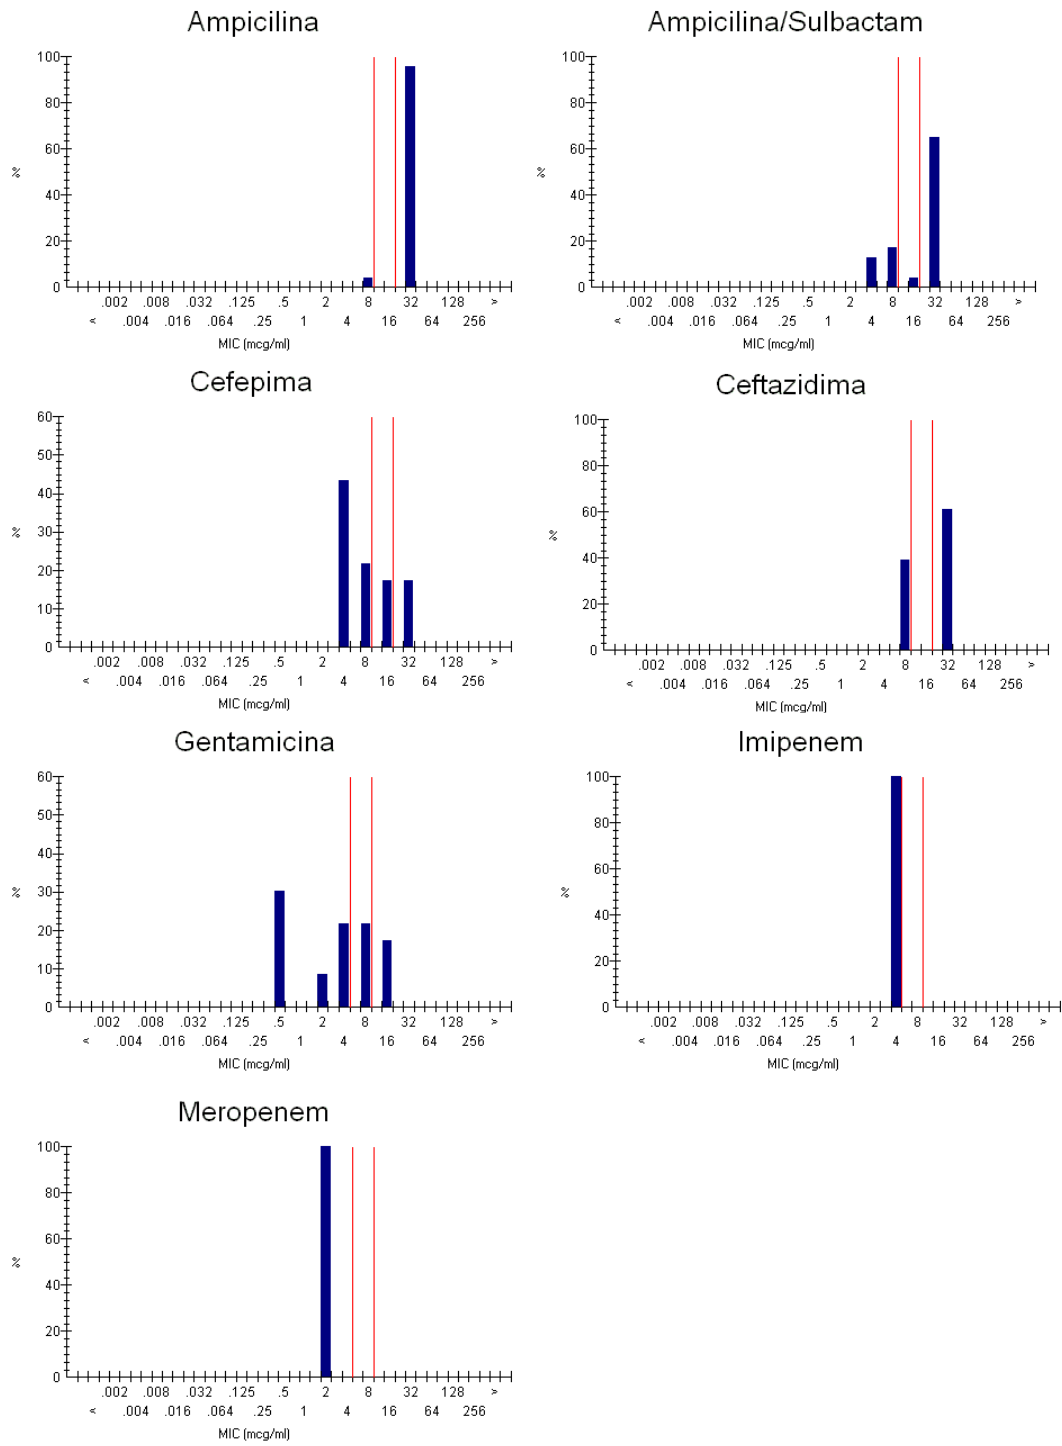 Ampicilina
100
80
60
40
20
0
%
.002 .008 .032 .125 .5 2 8 32 128 >
< .004 .016 .064 .25 1 4 16 64 256
MIC (mcg/ml)
Ampicilina/Sulbactam
100
80
60
40
20
0
%
.002 .008 .032 .125 .5 2 8 32 128 >
< .004 .016 .064 .25 1 4 16 64 256
MIC (mcg/ml)
Cefepima
60
50
40
30
20
10
0
%
.002 .008 .032 .125 .5 2 8 32 128 >
< .004 .016 .064 .25 1 4 16 64 256
MIC (mcg/ml)
Ceftazidima
100
80
60
40
20
0
%
.002 .008 .032 .125 .5 2 8 32 128 >
< .004 .016 .064 .25 1 4 16 64 256
MIC (mcg/ml)
Gentamicina
60
50
40
30
20
10
0
%
.002 .008 .032 .125 .5 2 8 32 128 >
< .004 .016 .064 .25 1 4 16 64 256
MIC (mcg/ml)
Imipenem
100
80
60
40
20
0
%
.002 .008 .032 .125 .5 2 8 32 128 >
< .004 .016 .064 .25 1 4 16 64 256
MIC (mcg/ml)
Meropenem
100
80
60
40
20
0
%
.002 .008 .032 .125 .5 2 8 32 128 >
< .004 .016 .064 .25 1 4 16 64 256
MIC (mcg/ml)